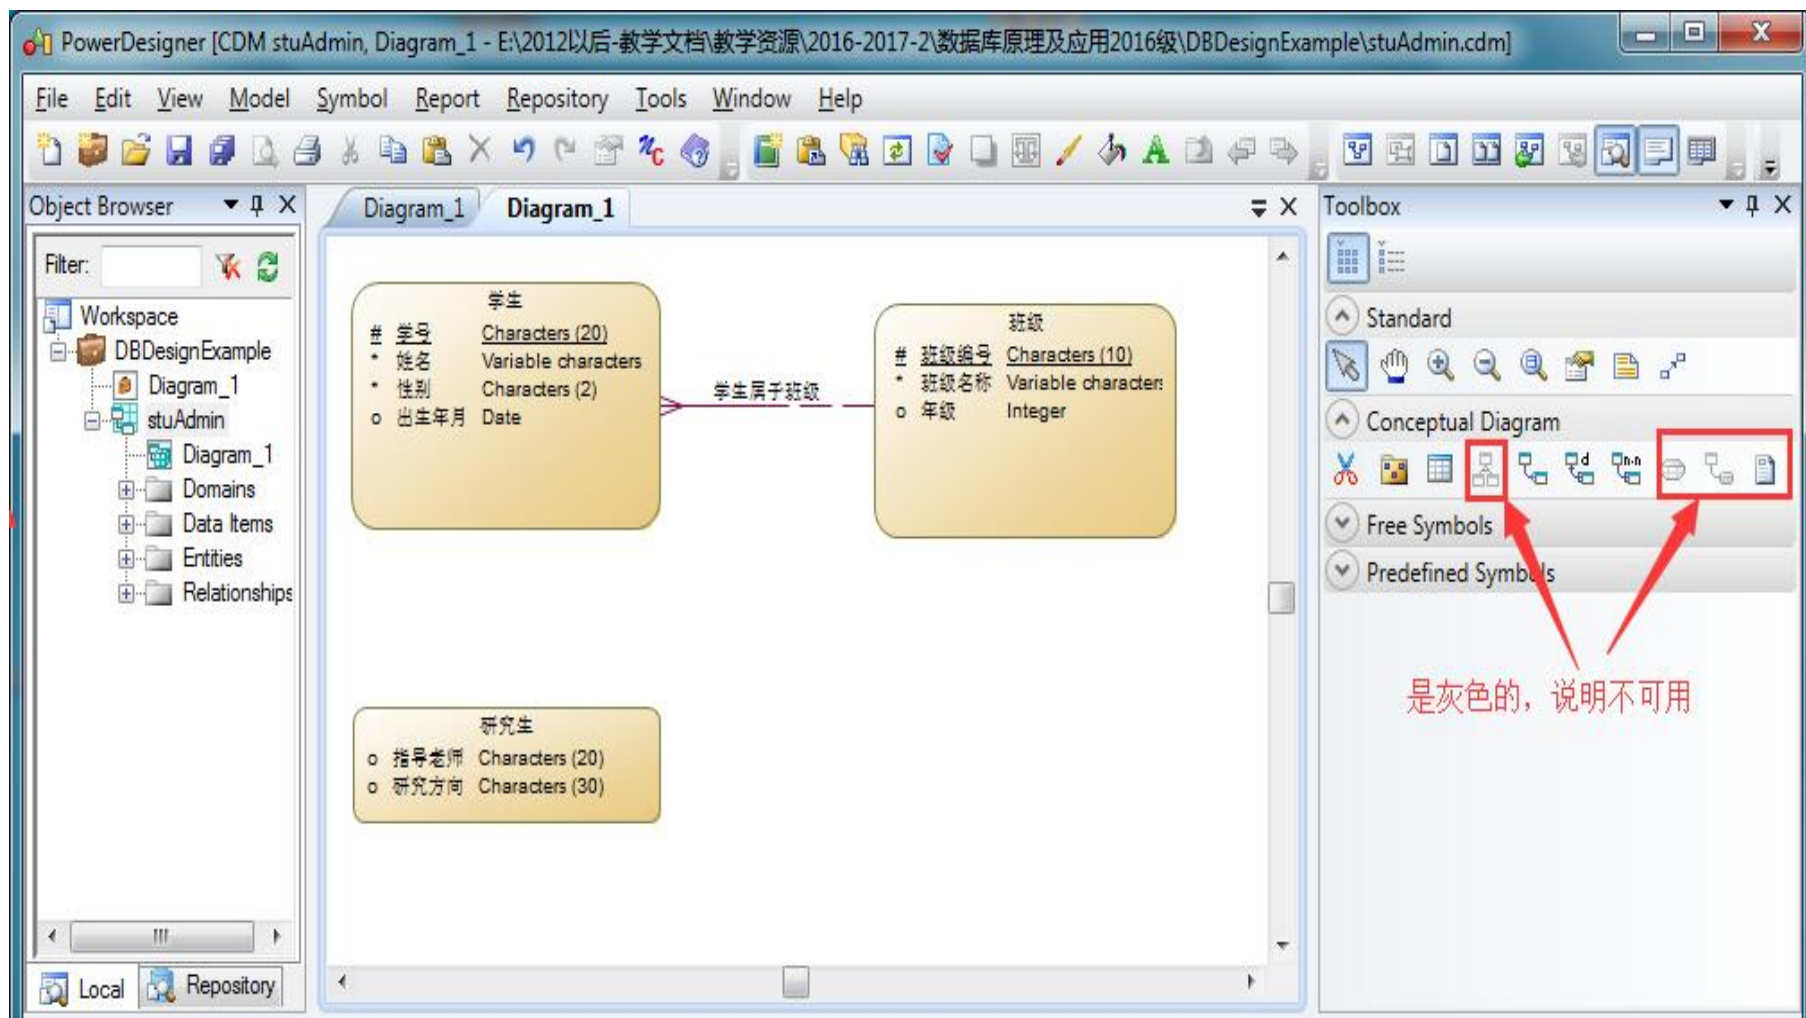 PowerDesigner [CDM stuAdmin, Diagram_1 - E:\2012以后-教学文档\教学资源\2016-2017-2\数据库原理及应用2016级\DBDesignExample\stuAdmin.cdm]
File Edit View Model Symbol Report Repository Tools Window Help
Object Browser
Filter:
Workspace
DBDesignExample
Diagram_1
stuAdmin
Diagram_1
Domains
Data Items
Entities
Relationships
Local Repository
Diagram_1 Diagram_1
学生
# 学号 Characters (20)
* 姓名 Variable characters
* 性别 Characters (2)
o 出生年月 Date
学生属于班级
班级
# 班级编号 Characters (10)
* 班级名称 Variable characters
o 年级 Integer
研究生
o 指导老师 Characters (20)
o 研究方向 Characters (30)
Toolbox
Standard
Conceptual Diagram
Free Symbols
Predefined Symbols
是灰色的，说明不可用